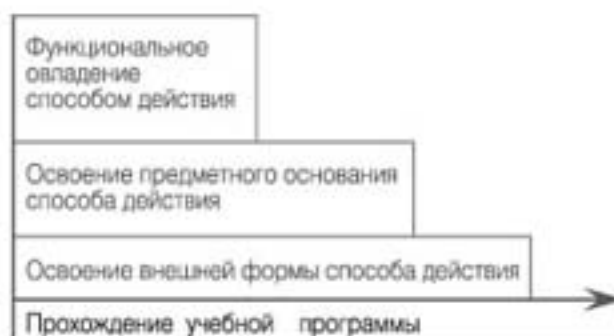 Функциональное
овладение
способом действия
Освоение предметного основания
способа действия
Освоение внешней формы способа действия
Прохождение учебной программы